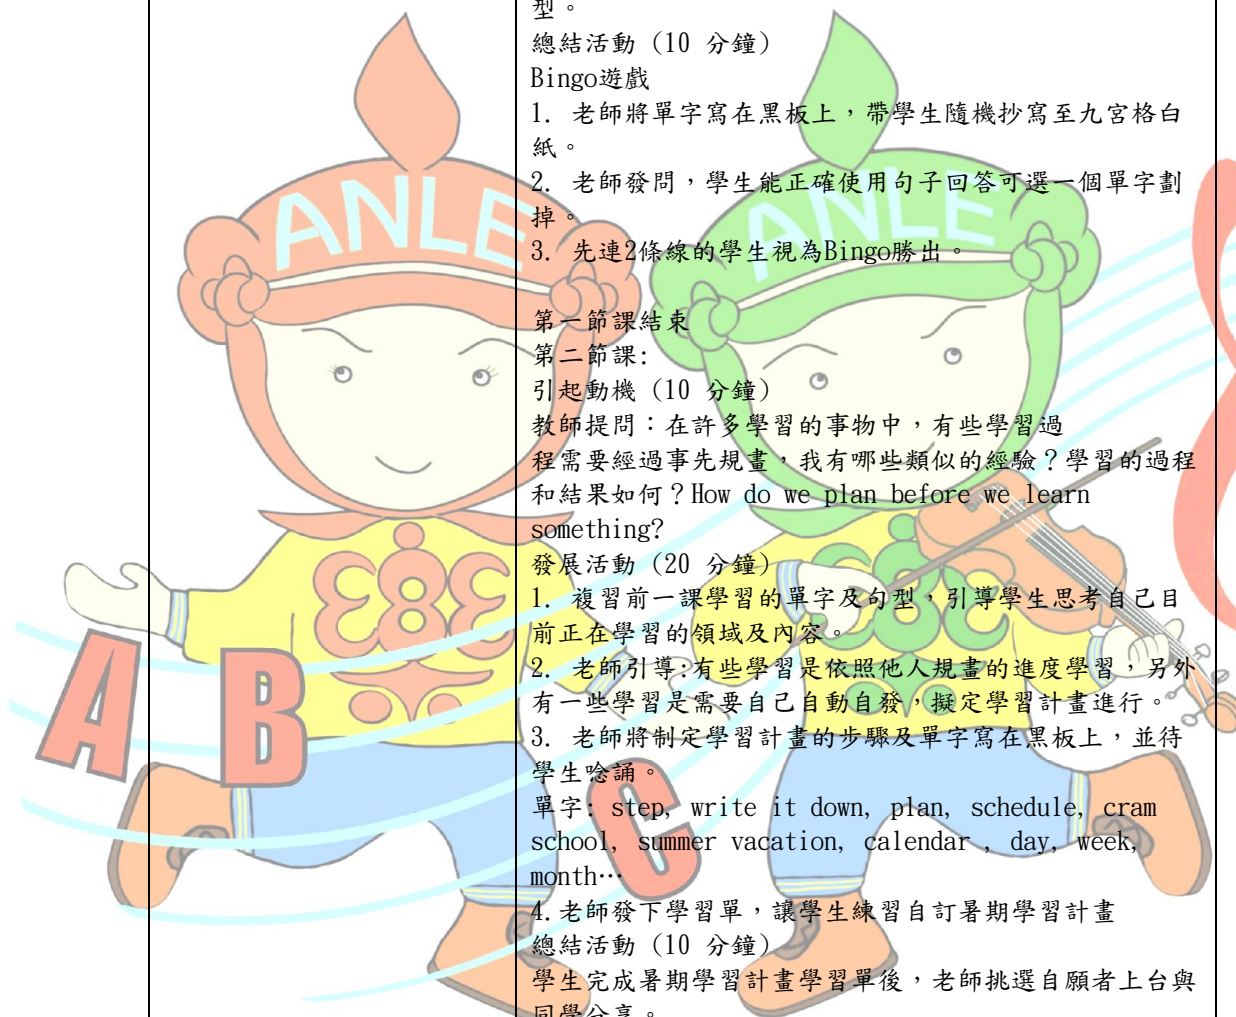 型。
總結活動 (10 分鐘)
Bingo遊戲
1. 老師將單字寫在黑板上，帶學生隨機抄寫至九宮格白
紙。
2. 老師發問，學生能正確使用句子回答可選一個單字劃
掉。
3. 先連2條線的學生視為Bingo勝出。
ANLE
ANLE
第一節課結束
第二節課:
引起動機 (10 分鐘)
教師提問：在許多學習的事物中，有些學習過
程需要經過事先規畫，我有哪些類似的經驗？學習的過程
和結果如何？How do we plan before we learn
something?
發展活動 (20 分鐘)
1. 複習前一課學習的單字及句型，引導學生思考自己目
前正在學習的領域及內容。
2. 老師引導:有些學習是依照他人規畫的進度學習，另外
有一些學習是需要自己自動自發，擬定學習計畫進行。
3. 老師將制定學習計畫的步驟及單字寫在黑板上，並待
學生唸誦。
單字: step, write it down, plan, schedule, cram
school, summer vacation, calendar , day, week,
month…
4.老師發下學習單，讓學生練習自訂暑期學習計畫
總結活動 (10 分鐘)
學生完成暑期學習計畫學習單後，老師挑選自願者上台與
同學分享。
A B C